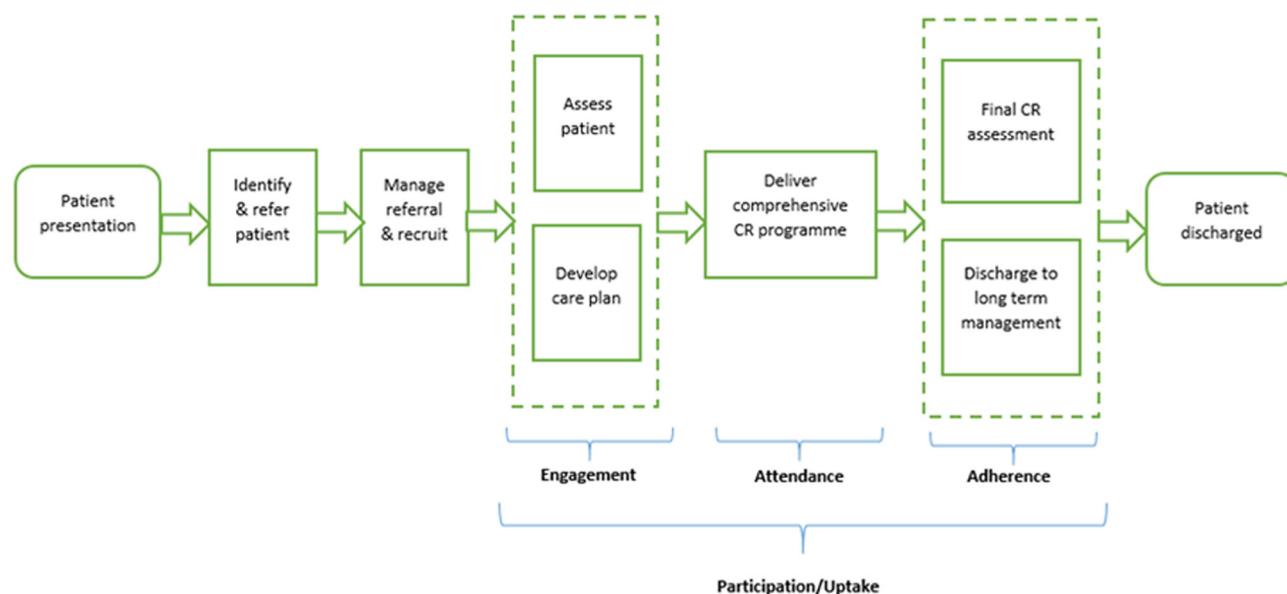 Patient
presentation
Identify
& refer
patient
Manage
referral
& recruit
Assess
patient
Develop
care plan
Deliver
comprehensive
CR programme
Final CR
assessment
Discharge to
long term
management
Patient
discharged
Engagement
Attendance
Adherence
Participation/Uptake